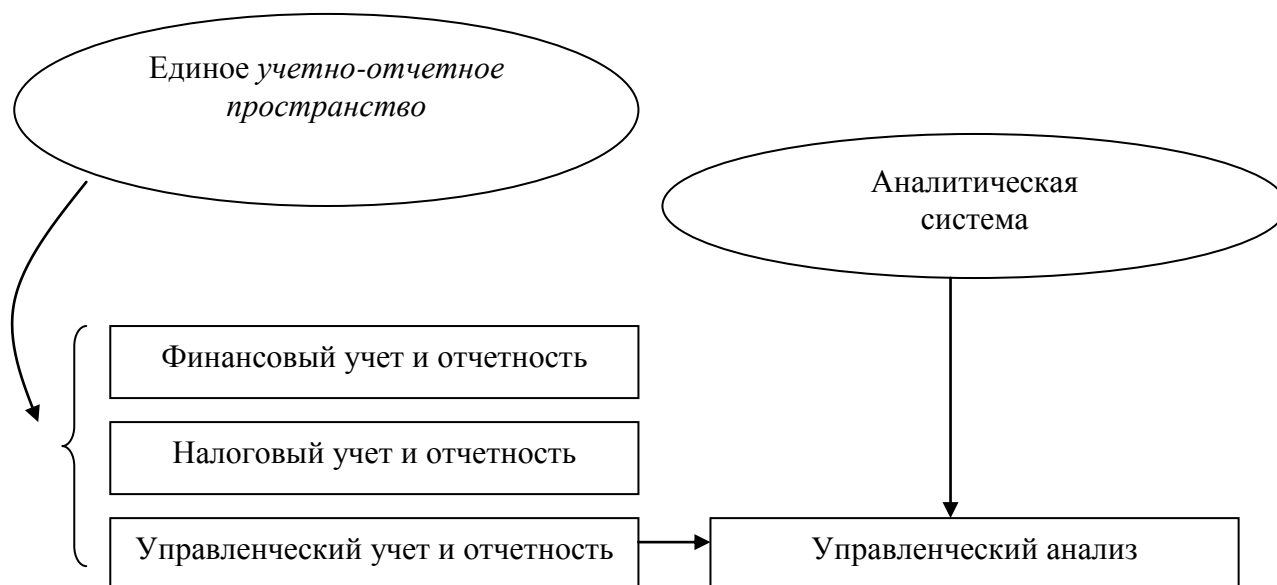 Единое учетно-отчетное
пространство
Аналитическая
система
Финансовый учет и отчетность
Налоговый учет и отчетность
Управленческий учет и отчетность
Управленческий анализ